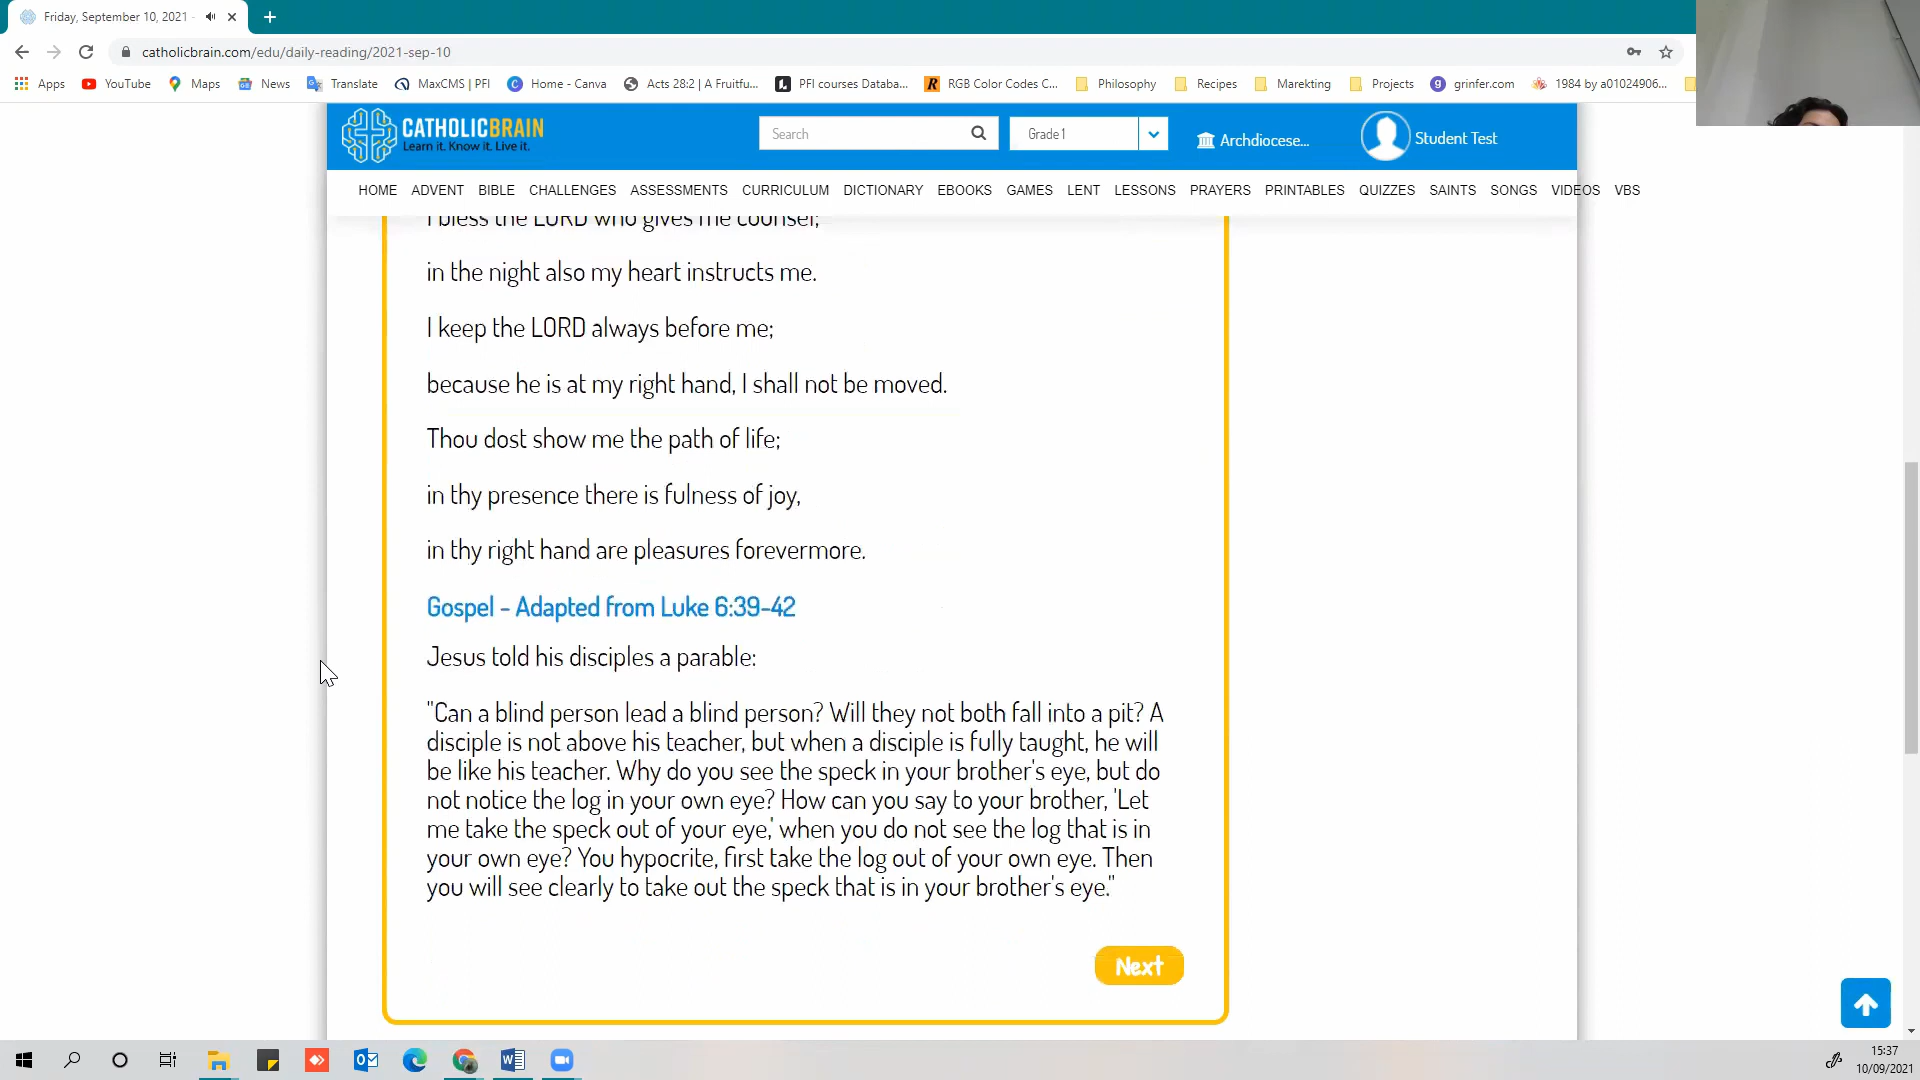 Friday, September 10, 2021 -
catholicbrain.com/edu/daily-reading/2021-sep-10
Apps YouTube Maps News Translate MaxCMS | PFI Home - Canva Acts 28:2 | A Fruitfu... PFI courses Databa... RGB Color Codes C... Philosophy Recipes Marekting Projects grinfer.com 1984 by a01024906...
CATHOLICBRAIN
Learn it. Know it. Live it.
Search
Grade 1
Archdiocese...
Student Test
HOME ADVENT BIBLE CHALLENGES ASSESSMENTS CURRICULUM DICTIONARY EBOOKS GAMES LENT LESSONS PRAYERS PRINTABLES QUIZZES SAINTS SONGS VIDEOS VBS
I bless the LORD who gives me counsel;
in the night also my heart instructs me.
I keep the LORD always before me;
because he is at my right hand, I shall not be moved.
Thou dost show me the path of life;
in thy presence there is fulness of joy,
in thy right hand are pleasures forevermore.
Gospel - Adapted from Luke 6:39-42
Jesus told his disciples a parable:
"Can a blind person lead a blind person? Will they not both fall into a pit? A
disciple is not above his teacher, but when a disciple is fully taught, he will
be like his teacher. Why do you see the speck in your brother's eye, but do
not notice the log in your own eye? How can you say to your brother, 'Let
me take the speck out of your eye,' when you do not see the log that is in
your own eye? You hypocrite, first take the log out of your own eye. Then
you will see clearly to take out the speck that is in your brother's eye."
Next
15:37
10/09/2021